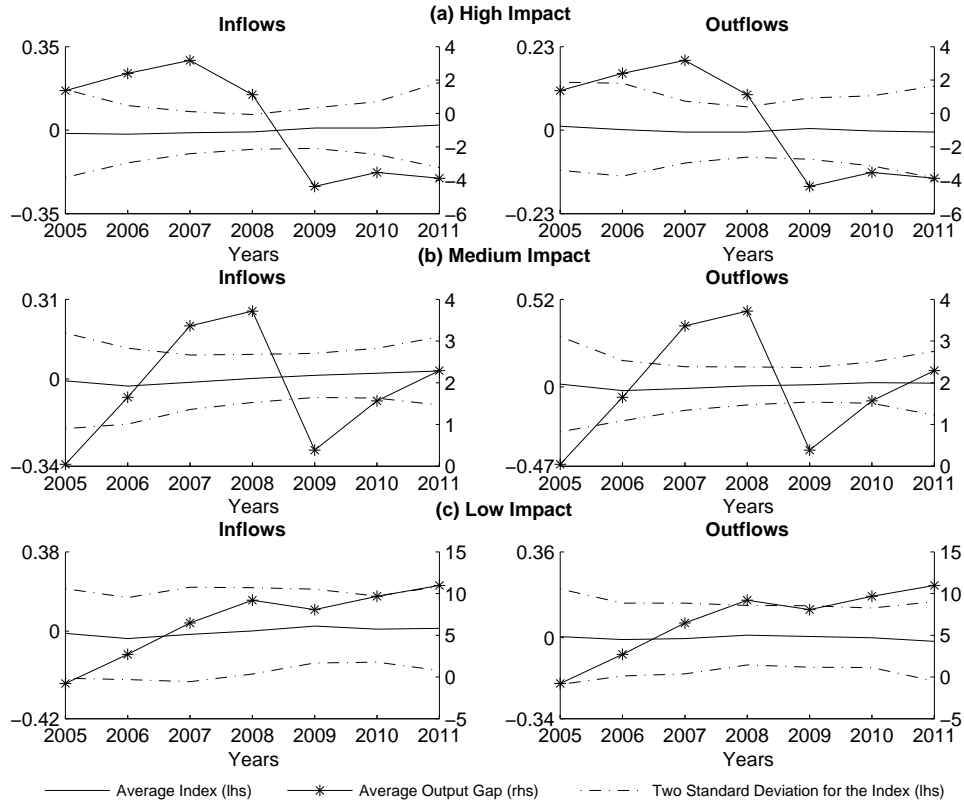 (a) High Impact
Inflows
0.35
0
−0.35
4
2
0
−2
−4
−6
2005 2006 2007 2008 2009 2010 2011
Years
Outflows
0.23
0
−0.23
4
2
0
−2
−4
−6
2005 2006 2007 2008 2009 2010 2011
Years
(b) Medium Impact
Inflows
0.31
0
−0.34
4
3
2
1
0
2005 2006 2007 2008 2009 2010 2011
Years
Outflows
0.52
0
−0.47
4
3
2
1
0
2005 2006 2007 2008 2009 2010 2011
Years
(c) Low Impact
Inflows
0.38
0
−0.42
15
10
5
0
−5
2005 2006 2007 2008 2009 2010 2011
Years
Outflows
0.36
0
−0.34
15
10
5
0
−5
2005 2006 2007 2008 2009 2010 2011
Years
Average Index (lhs) Average Output Gap (rhs) Two Standard Deviation for the Index (lhs)